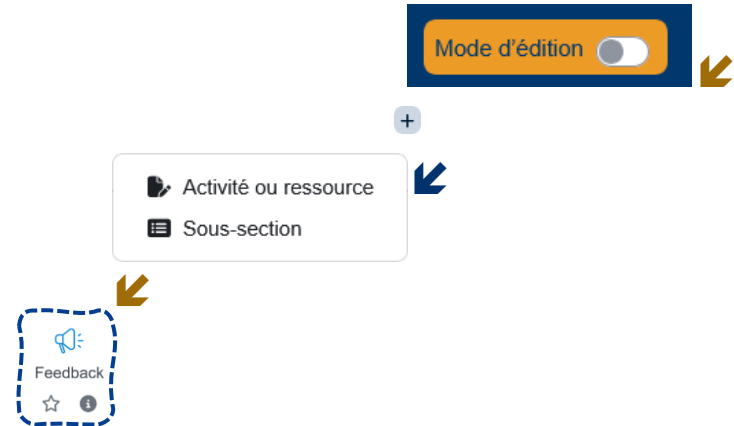 Mode d’édition
+
Activité ou ressource
Sous-section
Feedback